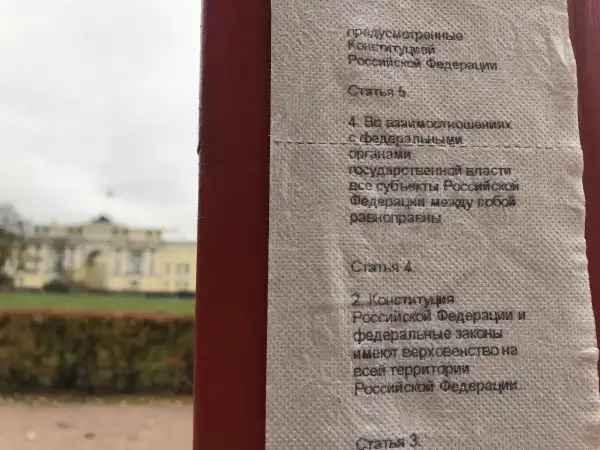 предусмотренные
Конституцией
Российской Федерации.
Статья 5.
4. Во взаимоотношениях
с федеральными
органами
государственной власти
все субъекты Российской
Федерации между собой
равноправны.
Статья 4.
2. Конституция
Российской Федерации и
федеральные законы
имеют верховенство на
всей территории
Российской Федерации.
Статья 3.